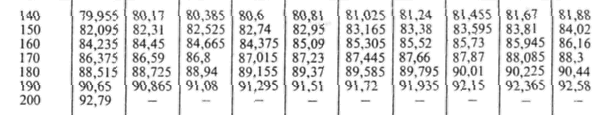 140 79,955 80,17 80,385 80,6 80,81 81,025 81,24 81,455 81,67 81,88
150 82,095 82,31 82,525 82,74 82,95 83,165 83,38 83,595 83,81 84,02
160 84,235 84,45 84,665 84,375 85,09 85,305 85,52 85,73 85,945 86,16
170 86,375 86,59 86,8 87,015 87,23 87,445 87,66 87,87 88,085 88,3
180 88,515 88,725 88,94 89,155 89,37 89,585 89,795 90,01 90,225 90,44
190 90,65 90,865 91,08 91,295 91,51 91,72 91,935 92,15 92,365 92,58
200 92,79 — — — — — — — — —